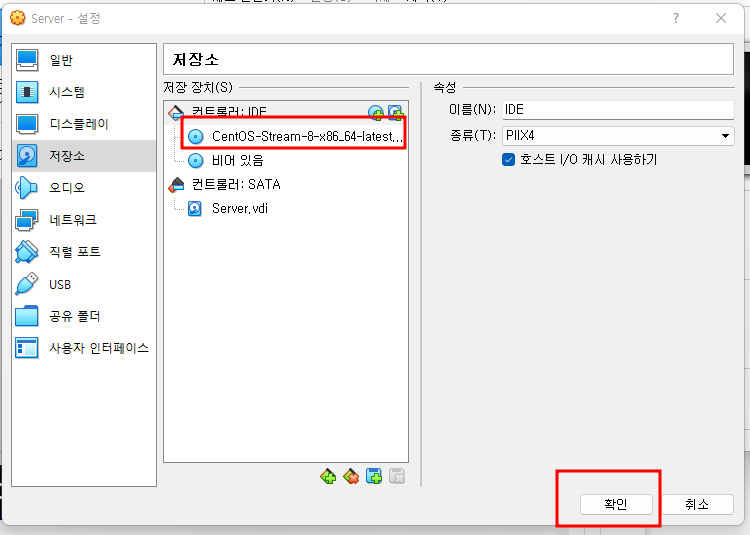 Server - 설정
?
일반
시스템
디스플레이
저장소
오디오
네트워크
직렬 포트
USB
공유 폴더
사용자 인터페이스
저장소
저장 장치(S)
컨트롤러: IDE
CentOS-Stream-8-x86_64-latest...
비어 있음
컨트롤러: SATA
Server.vdi
속성
이름(N): IDE
종류(T): PIIX4
호스트 I/O 캐시 사용하기
확인
취소